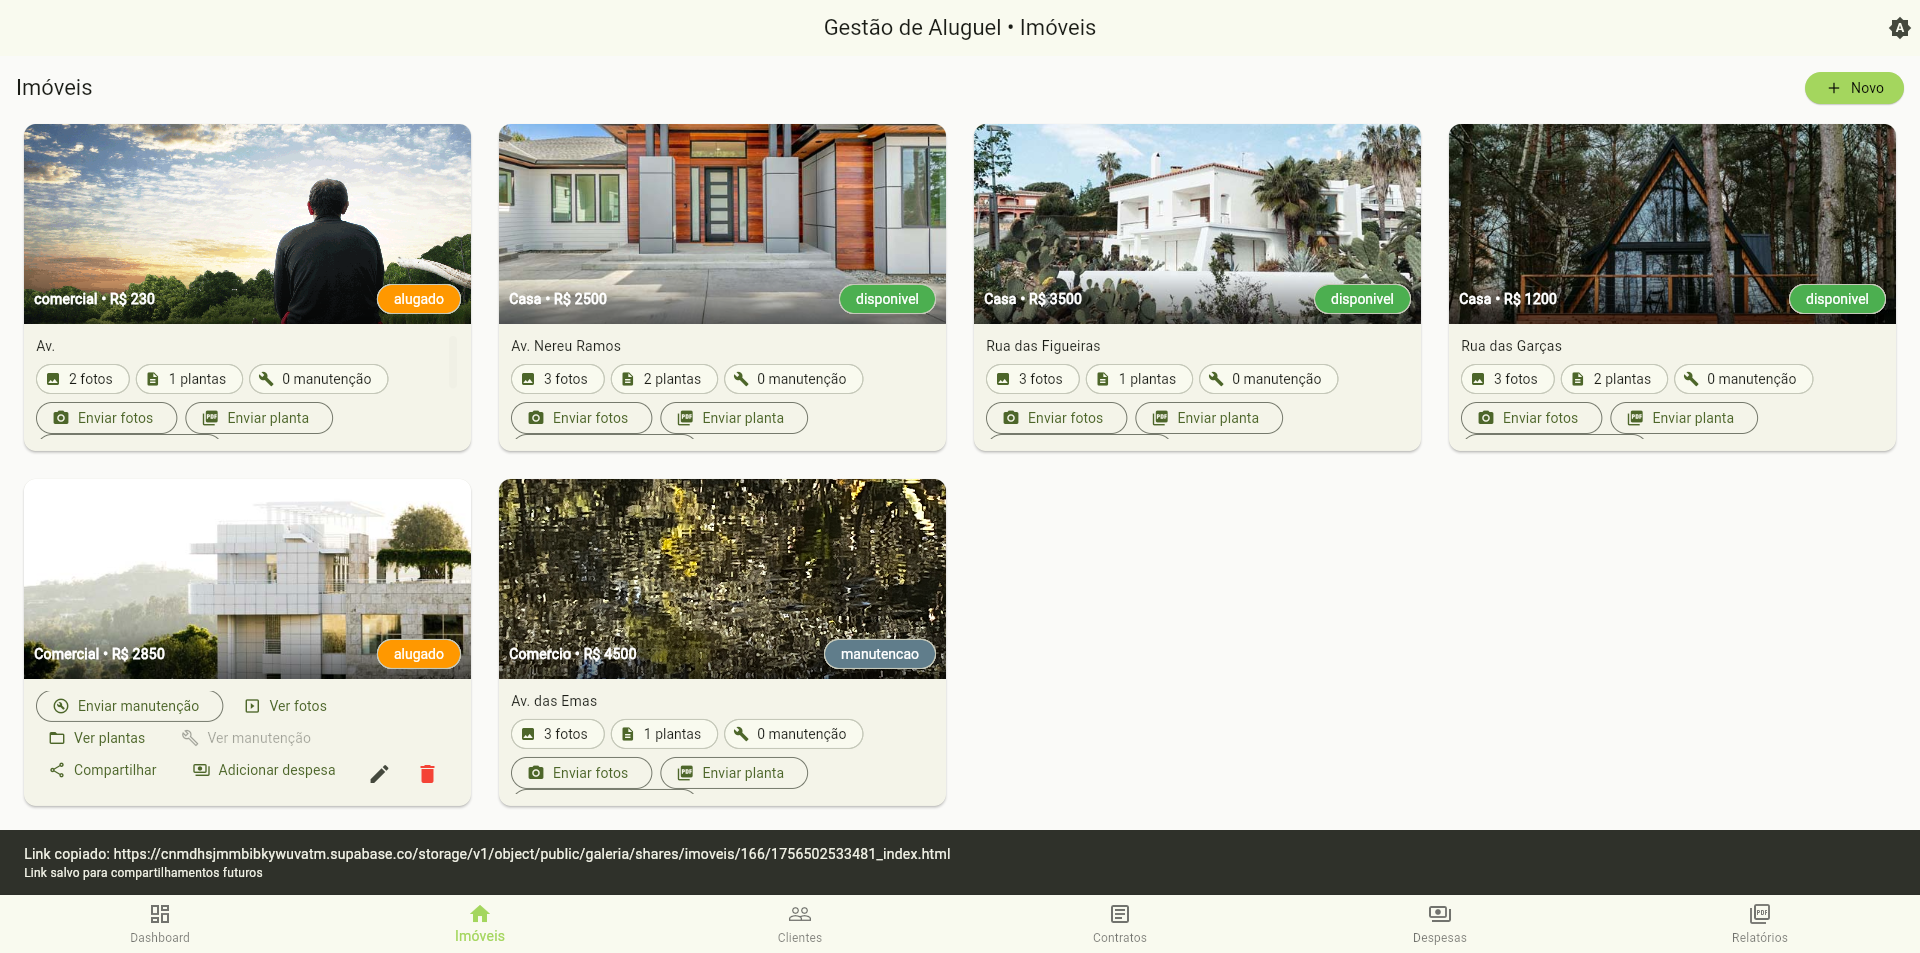 Gestão de Aluguel • Imóveis
A
Imóveis
+ Novo
comercial • R$ 230
alugado
Av.
2 fotos
1 plantas
0 manutenção
Enviar fotos
PDF Enviar planta
Casa • R$ 2500
disponivel
Av. Nereu Ramos
3 fotos
2 plantas
0 manutenção
Enviar fotos
PDF Enviar planta
Casa • R$ 3500
disponivel
Rua das Figueiras
3 fotos
1 plantas
0 manutenção
Enviar fotos
PDF Enviar planta
Casa • R$ 1200
disponivel
Rua das Garças
3 fotos
2 plantas
0 manutenção
Enviar fotos
PDF Enviar planta
Comercial • R$ 2850
alugado
Enviar manutenção
Ver fotos
Ver plantas
Ver manutenção
Compartilhar
Adicionar despesa
Comercio • R$ 4500
manutencao
Av. das Emas
3 fotos
1 plantas
0 manutenção
Enviar fotos
PDF Enviar planta
Link copiado: https://cnmdhsjmmbibkywuvatm.supabase.co/storage/v1/object/public/galeria/shares/imoveis/166/1756502533481_index.html
Link salvo para compartilhamentos futuros
Dashboard
Imóveis
Clientes
Contratos
Despesas
PDF
Relatórios